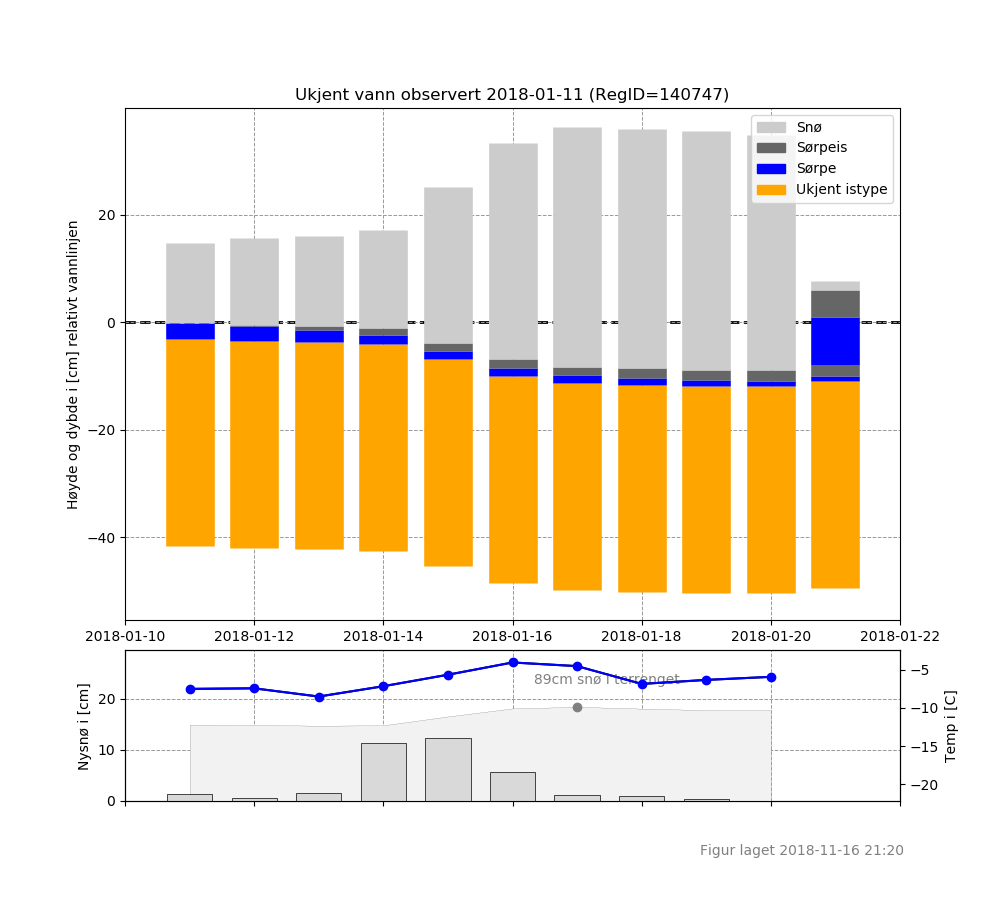 Ukjent vann observert 2018-01-11 (RegID=140747)
Snø
Sørpeis
Sørpe
Ukjent istype
Høyde og dybde i [cm] relativt vannlinjen
20
0
−20
−40
2018-01-10 2018-01-12 2018-01-14 2018-01-16 2018-01-18 2018-01-20 2018-01-22
Nysnø i [cm]
20
10
0
89cm snø i terrenget
−5
−10
−15
−20
Temp i [C]
Figur laget 2018-11-16 21:20